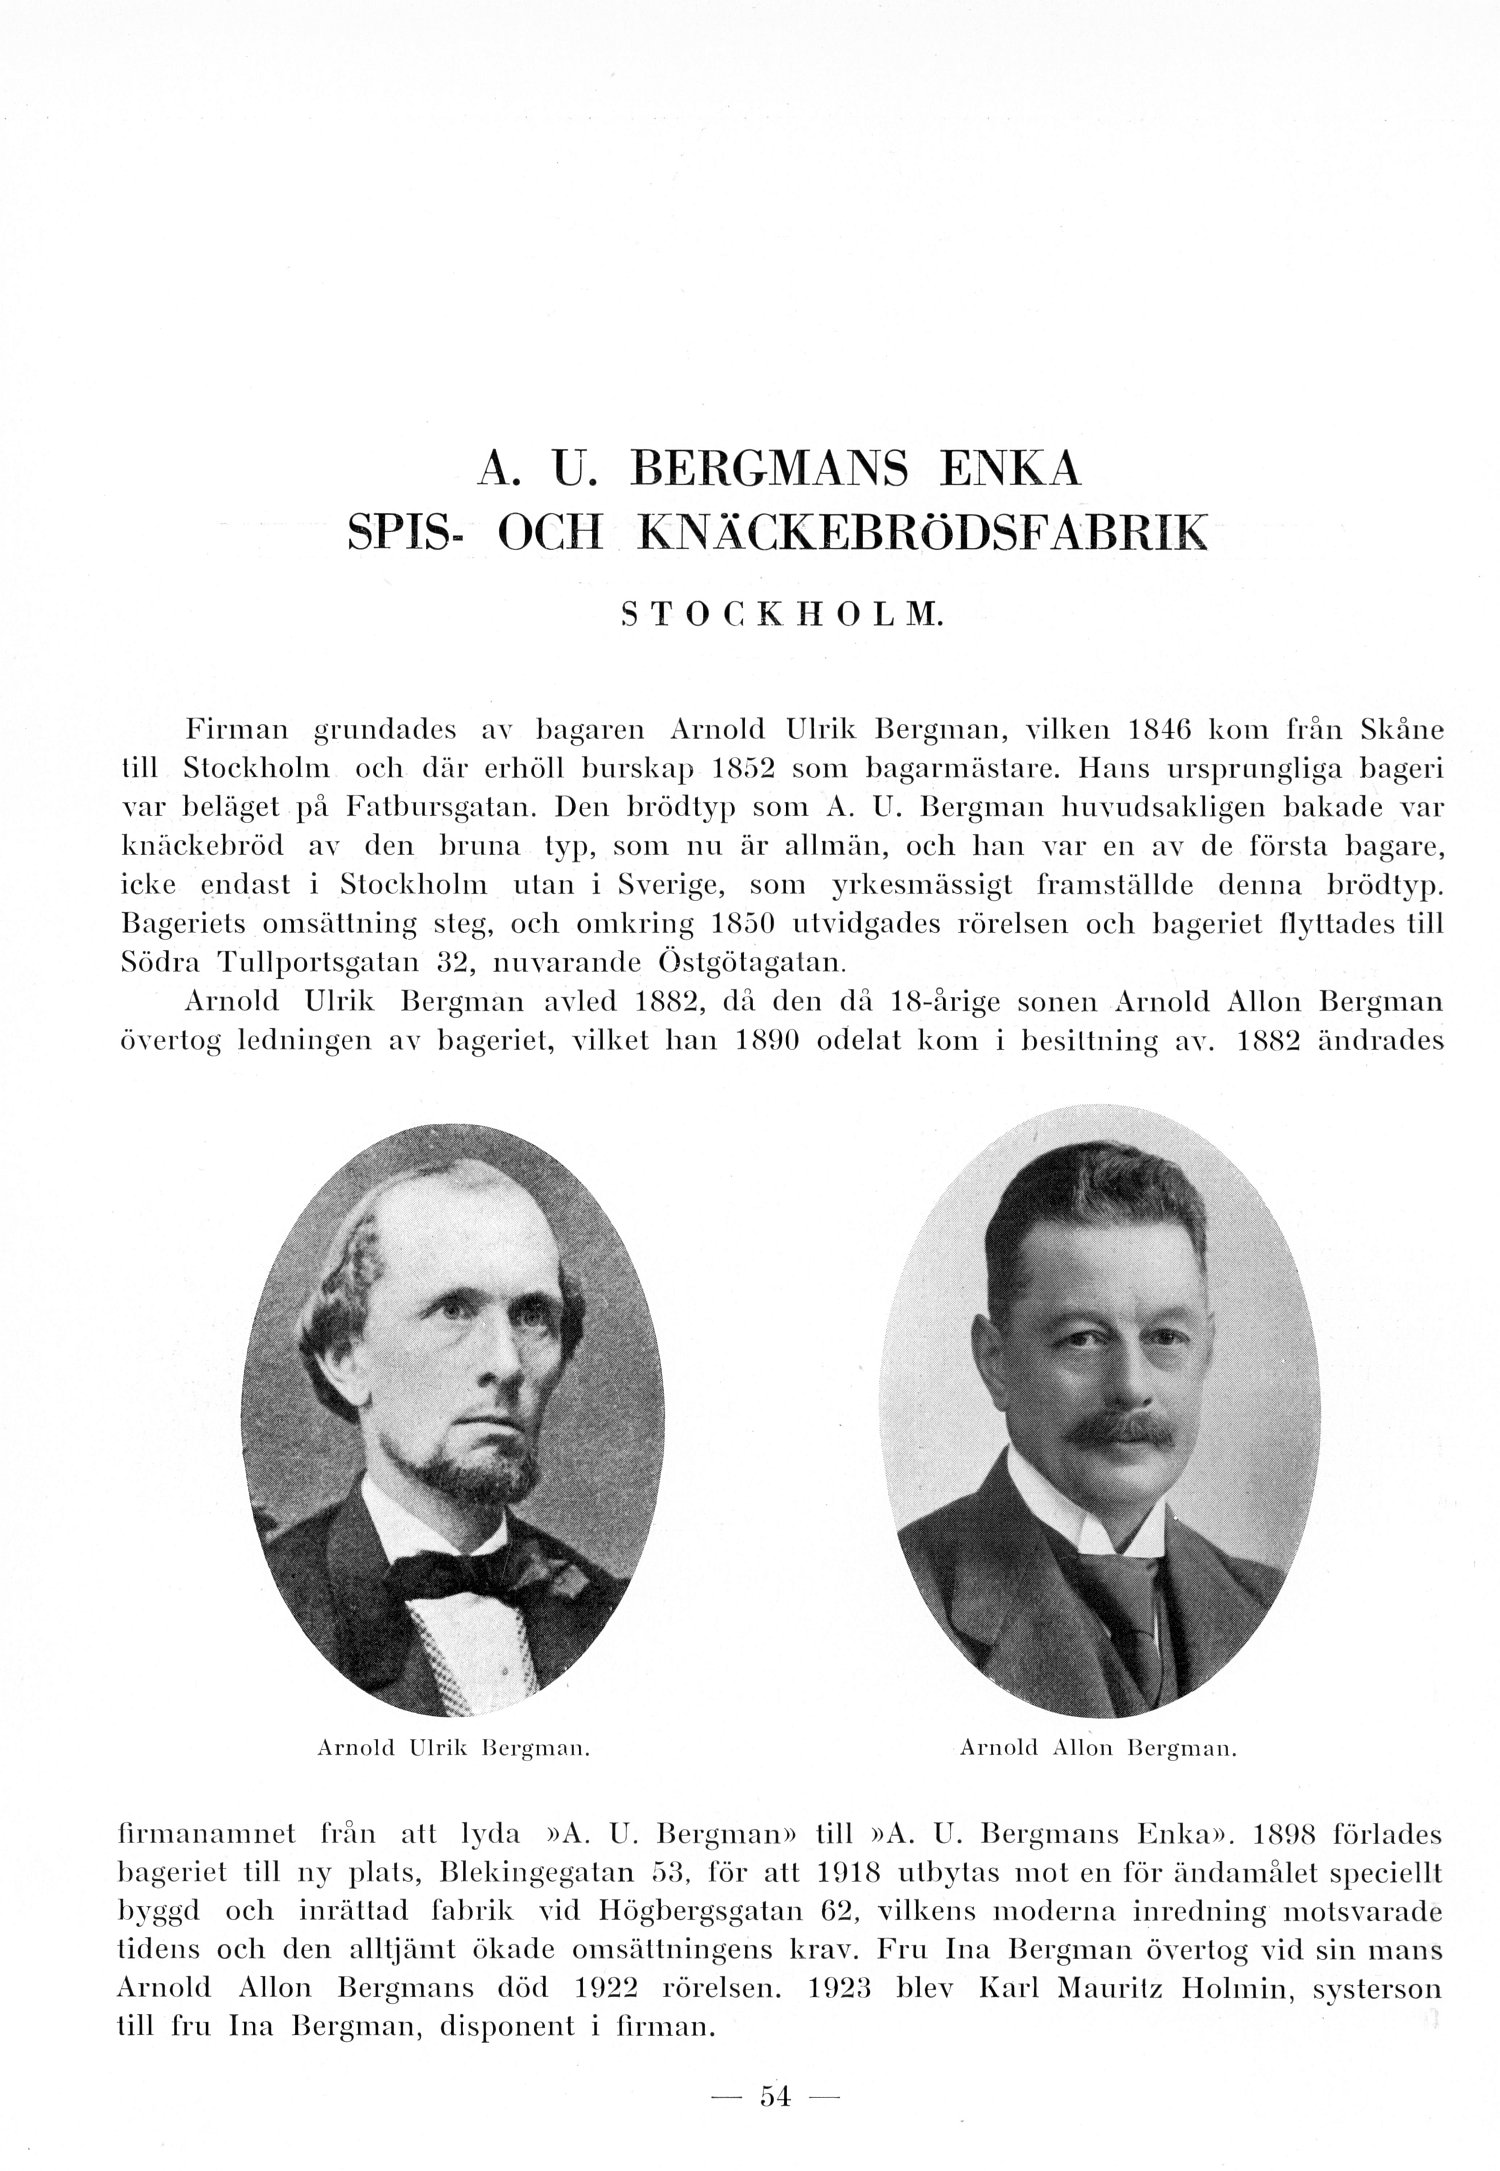 A. U. BERGMANS ENKA
SPIS- OCH KNÄCKEBRÖDSFABRIK
STOCKHOLM.
Firman grundades av bagaren Arnold Ulrik Bergman, vilken 1846 kom från Skåne
till Stockholm och där erhöll burskap 1852 som bagarmästare. Hans ursprungliga bageri
var beläget på Fatbursgatan. Den brödtyp som A. U. Bergman huvudsakligen bakade var
knäckebröd av den bruna typ, som nu är allmän, och han var en av de första bagare,
icke endast i Stockholm utan i Sverige, som yrkesmässigt framställde denna brödtyp.
Bageriets omsättning steg, och omkring 1850 utvidgades rörelsen och bageriet flyttades till
Södra Tullportsgatan 32, nuvarande Östgötagatan.
Arnold Ulrik Bergman avled 1882, då den då 18-årige sonen Arnold Allon Bergman
övertog ledningen av bageriet, vilket han 1890 odelat kom i besittning av. 1882 ändrades
Arnold Ulrik Bergman.
Arnold Allon Bergman.
firmanamnet från att lyda »A. U. Bergman» till »A. U. Bergmans Enka». 1898 förlades
bageriet till ny plats, Blekingegatan 53, för att 1918 utbytas mot en för ändamålet speciellt
byggd och inrättad fabrik vid Högbergsgatan 62, vilkens moderna inredning motsvarade
tidens och den alltjämt ökade omsättningens krav. Fru Ina Bergman övertog vid sin mans
Arnold Allon Bergmans död 1922 rörelsen. 1923 blev Karl Mauritz Holmin, systerson
till fru Ina Bergman, disponent i firman.
— 54 —